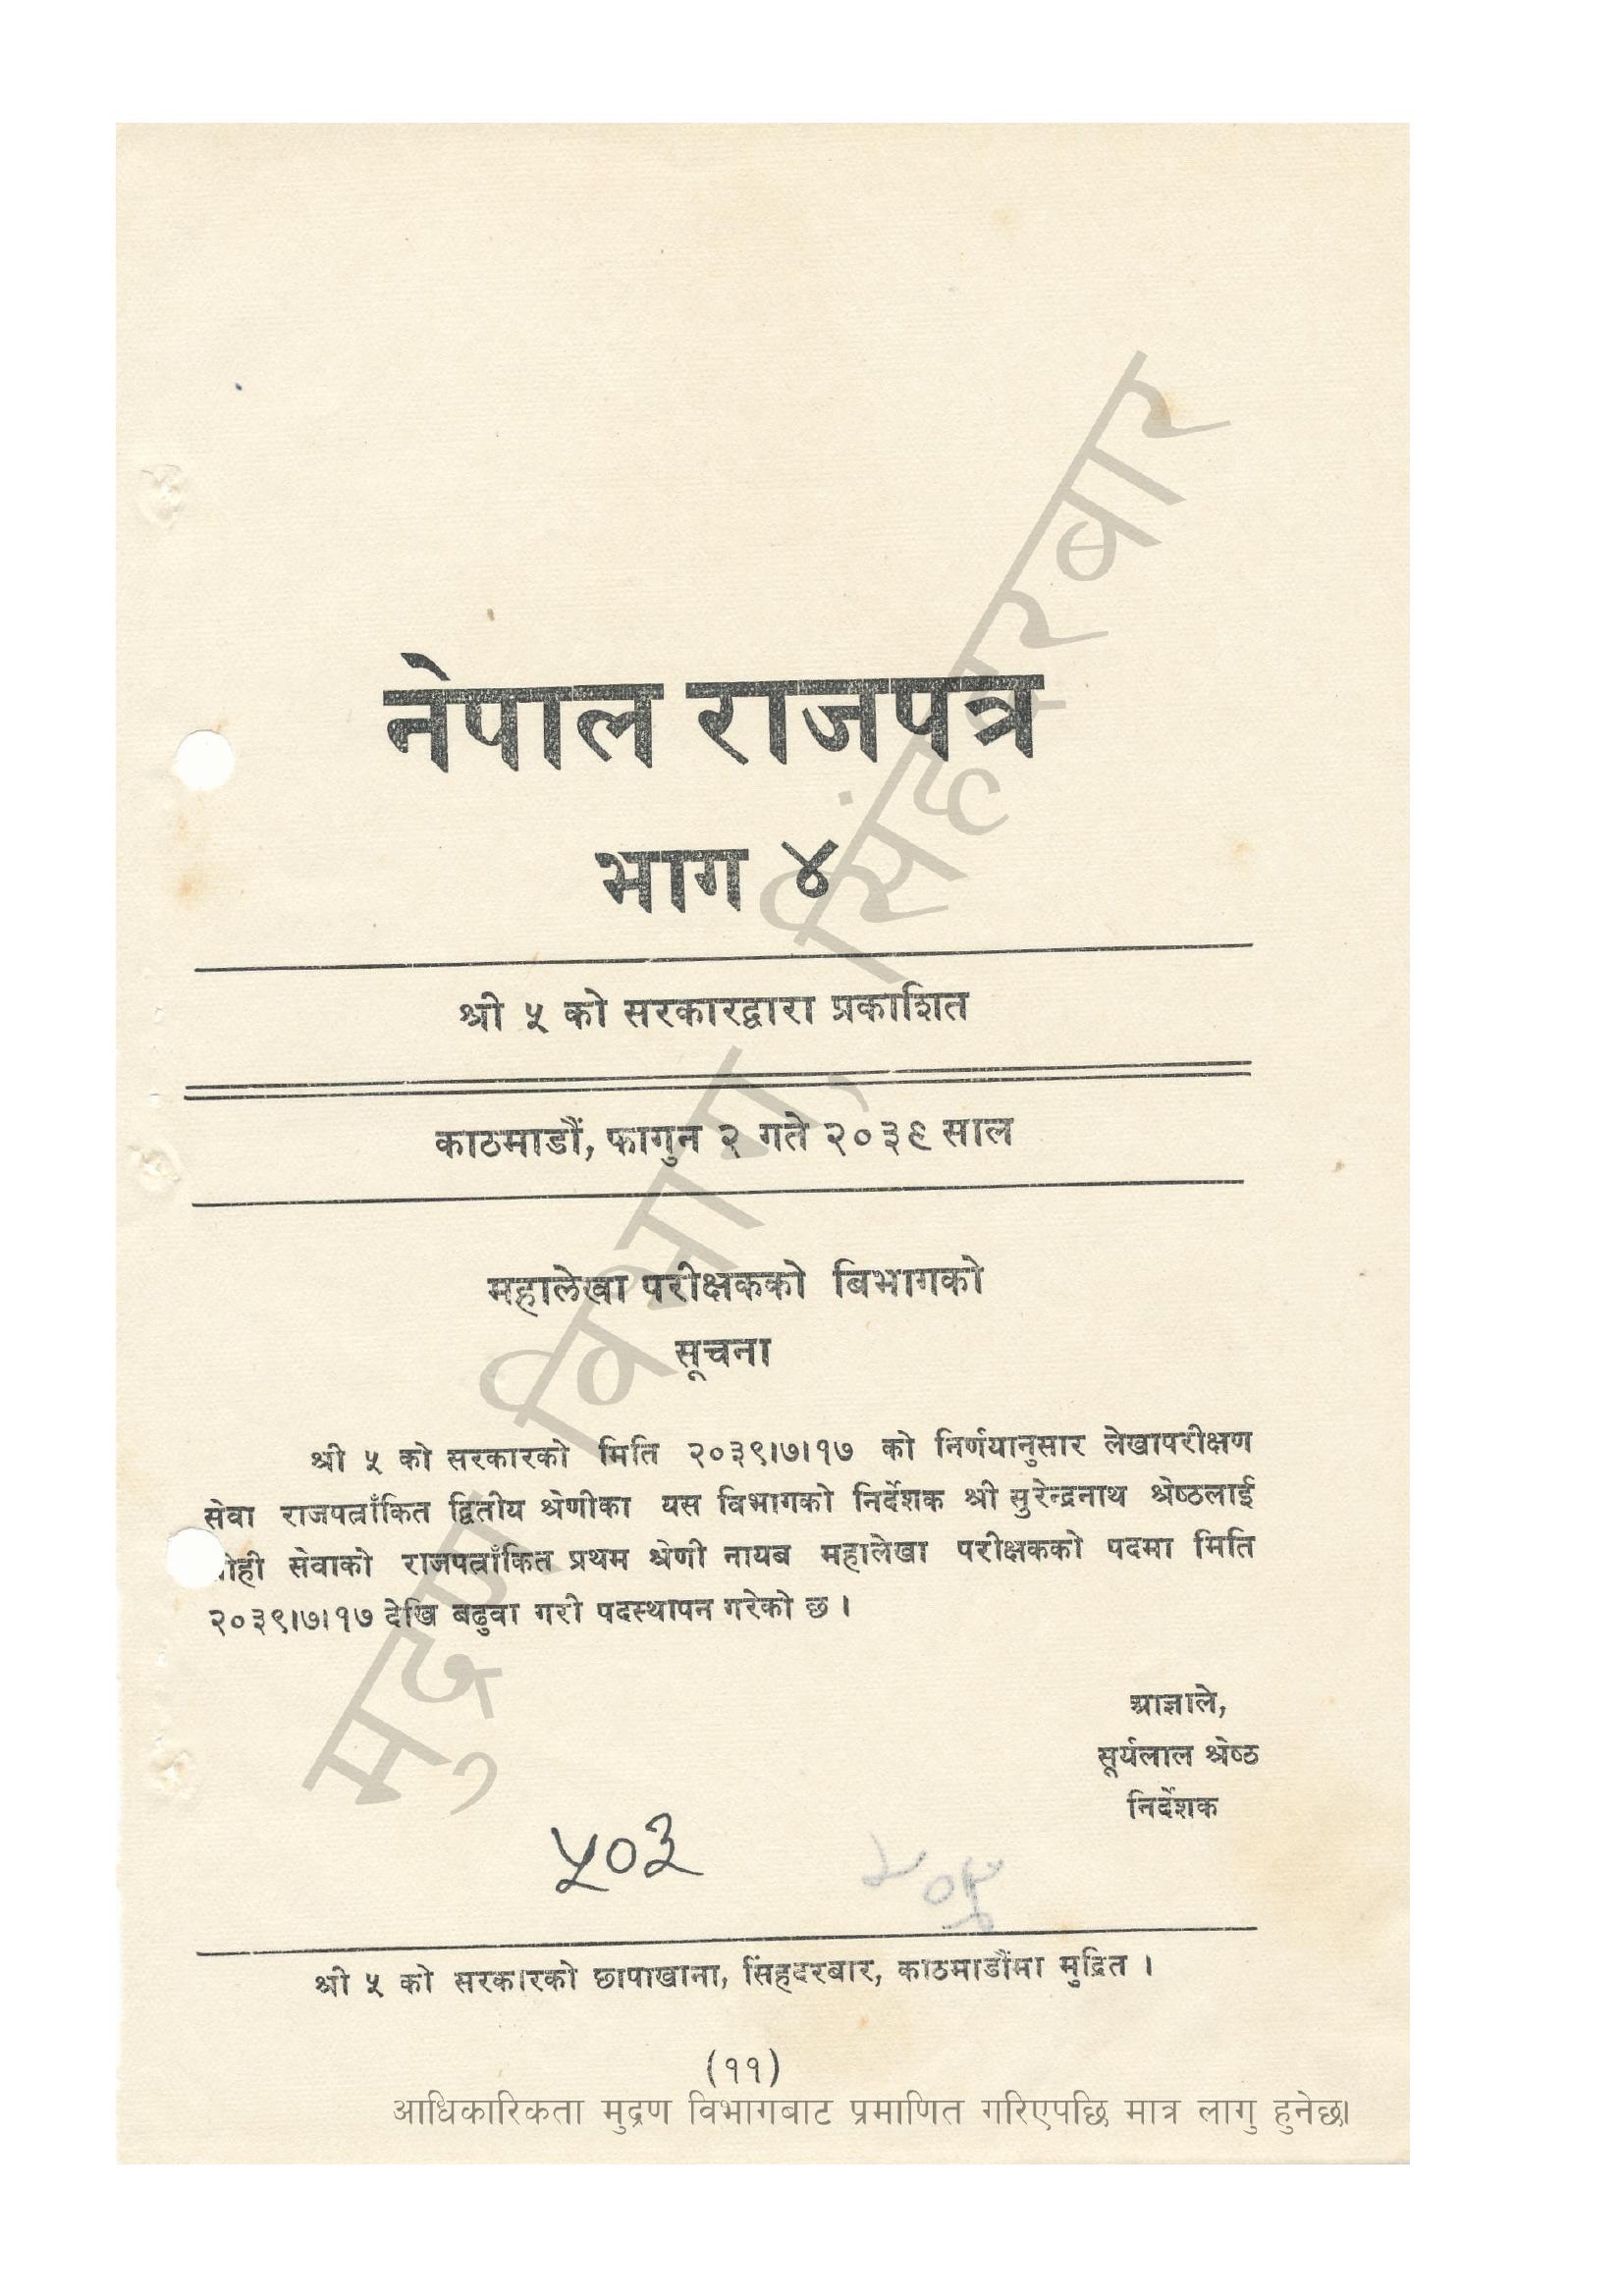 नेपाल राजपत्र
भाग ४
श्री ५ को सरकारद्वारा प्रकाशित
काठमाडौं, फागुन २ गते २०३९ साल
महालेखा परीक्षकको बिभागको
सूचना
श्री ५ को सरकारको मिति २०३९।७।१७ को निर्णयानुसार लेखापरीक्षण
सेवा राजपत्राँकित द्वितीय श्रेणीका यस विभागको निर्देशक श्री सुरेन्द्रनाथ श्रेष्ठलाई
सेवाको राजपत्राँकित प्रथम श्रेणी नायब महालेखा परीक्षकको पदमा मिति
२०३९।७।१७ देखि बढुवा गरी पदस्थापन गरेको छ ।
आज्ञाले,
सूर्यलाल श्रेष्ठ
निर्देशक
५०३
श्री ५ को सरकारको छापाखाना, सिंहदरबार, काठमाडौंमा मुद्रित ।
(११)
आधिकारिकता मुद्रण विभागबाट प्रमाणित गरिएपछि मात्र लागु हुनेछ।
मुद्रण विभाग, सिंहदरबार